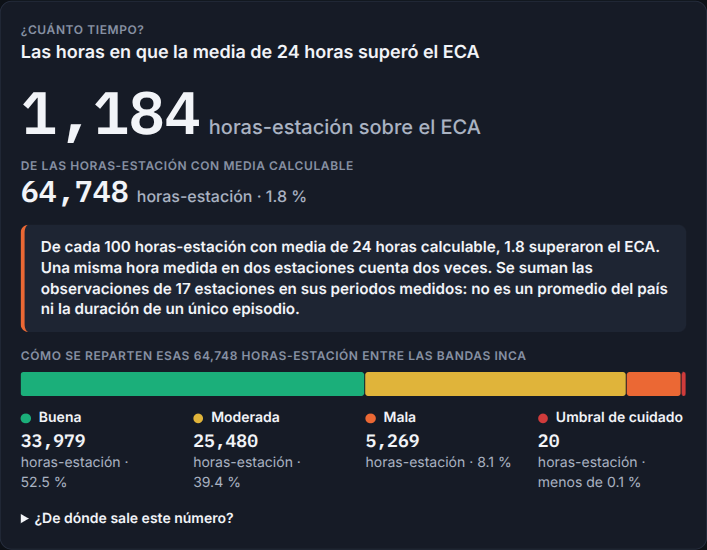 ¿CUÁNTO TIEMPO?
Las horas en que la media de 24 horas superó el ECA
1,184 horas-estación sobre el ECA
DE LAS HORAS-ESTACIÓN CON MEDIA CALCULABLE
64,748 horas-estación · 1.8 %
De cada 100 horas-estación con media de 24 horas calculable, 1.8 superaron el ECA.
Una misma hora medida en dos estaciones cuenta dos veces. Se suman las
observaciones de 17 estaciones en sus periodos medidos: no es un promedio del país
ni la duración de un único episodio.
CÓMO SE REPARTEN ESAS 64,748 HORAS-ESTACIÓN ENTRE LAS BANDAS INCA
Buena
33,979
horas-estación ·
52.5 %
Moderada
25,480
horas-estación ·
39.4 %
Mala
5,269
horas-estación · 8.1 %
Umbral de cuidado
20
horas-estación ·
menos de 0.1 %
¿De dónde sale este número?